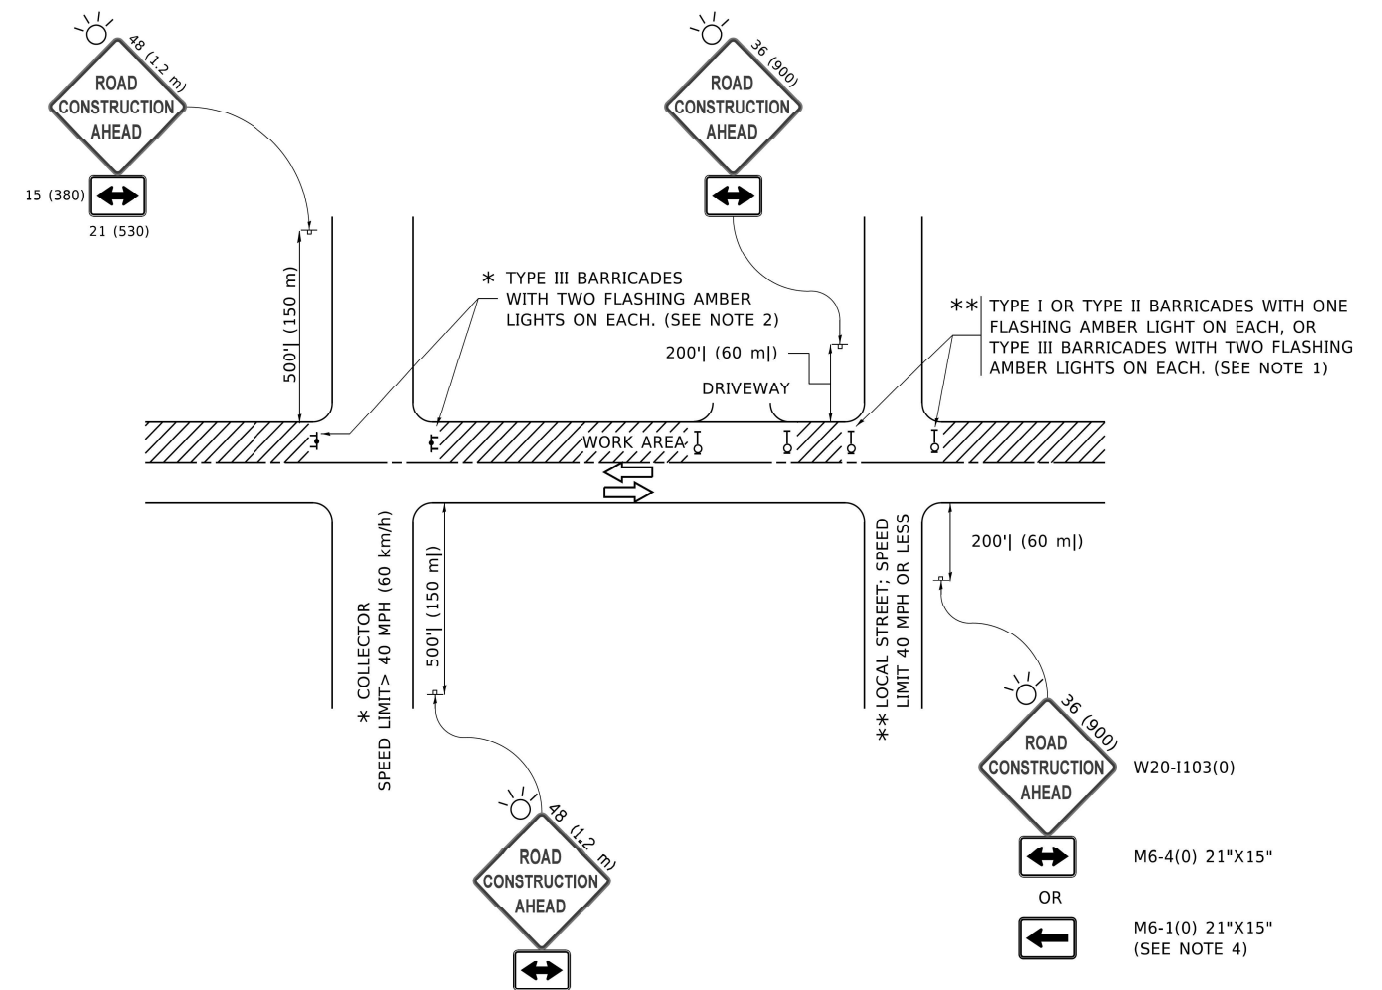 48 (1.2 m)
ROAD
CONSTRUCTION
AHEAD
15 (380)
21 (530)
36 (900)
ROAD
CONSTRUCTION
AHEAD
500'| (150 m)
* TYPE III BARRICADES
WITH TWO FLASHING AMBER
LIGHTS ON EACH. (SEE NOTE 2)
200'| (60 m|)
DRIVEWAY
** TYPE I OR TYPE II BARRICADES WITH ONE
FLASHING AMBER LIGHT ON EACH, OR
TYPE III BARRICADES WITH TWO FLASHING
AMBER LIGHTS ON EACH. (SEE NOTE 1)
WORK AREA
* COLLECTOR
SPEED LIMIT> 40 MPH (60 km/h)
500'| (150 m|)
** LOCAL STREET; SPEED
LIMIT 40 MPH OR LESS
200'| (60 m|)
48 (1.2 m)
ROAD
CONSTRUCTION
AHEAD
36 (900)
ROAD
CONSTRUCTION
AHEAD
W20-I103(0)
M6-4(0) 21"X15"
OR
M6-1(0) 21"X15"
(SEE NOTE 4)